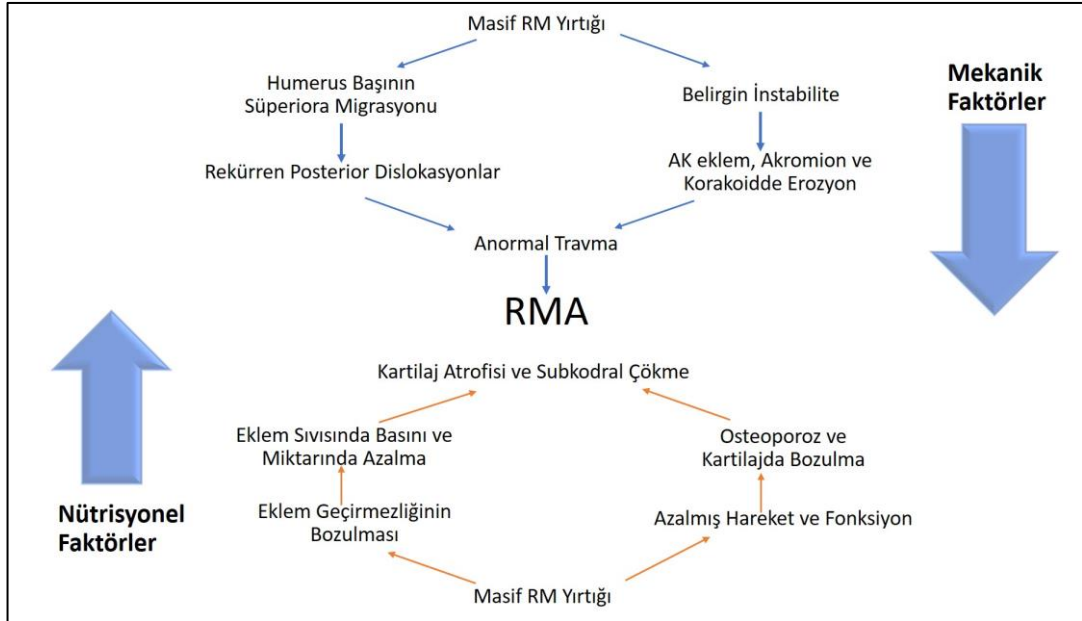 Masif RM Yırtığı
Humerus Başının
Süperiora Migrasyonu
Belirgin İnstabilite
Mekanik
Faktörler
Rekürren Posterior Dislokasyonlar
AK eklem, Akromion ve
Korakoidde Erozyon
Anormal Travma
RMA
Kartilaj Atrofisi ve Subkodral Çökme
Eklem Sıvısında Basını ve
Miktarında Azalma
Osteoporoz ve
Kartilajda Bozulma
Nütrisyonel
Faktörler
Eklem Geçirmezliğinin
Bozulması
Azalmış Hareket ve Fonksiyon
Masif RM Yırtığı